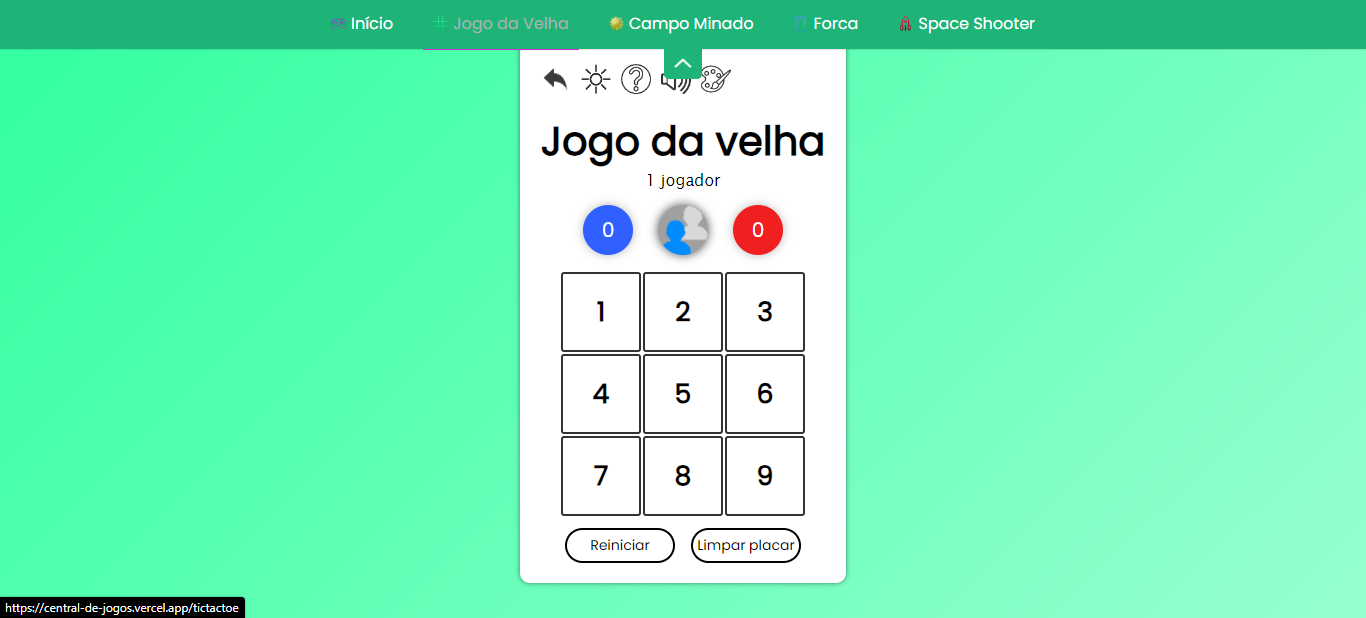 Início Jogo da Velha Campo Minado Forca Space Shooter
Jogo da velha
1 jogador
0 0
1 2 3
4 5 6
7 8 9
Reiniciar Limpar placar
https://central-de-jogos.vercel.app/tictactoe